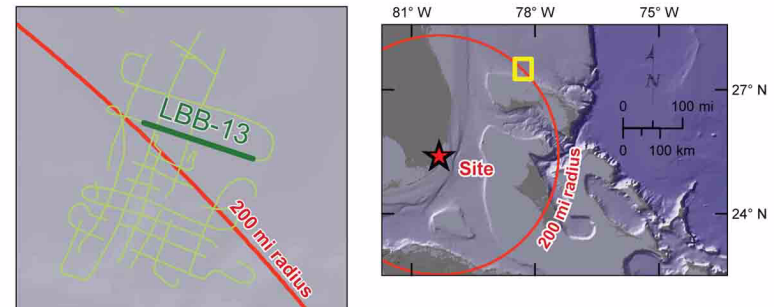 LBB-13
200 mi radius
81° W 78° W 75° W
27° N
N
0 100 mi
0 100 km
Site
200 mi radius
24° N